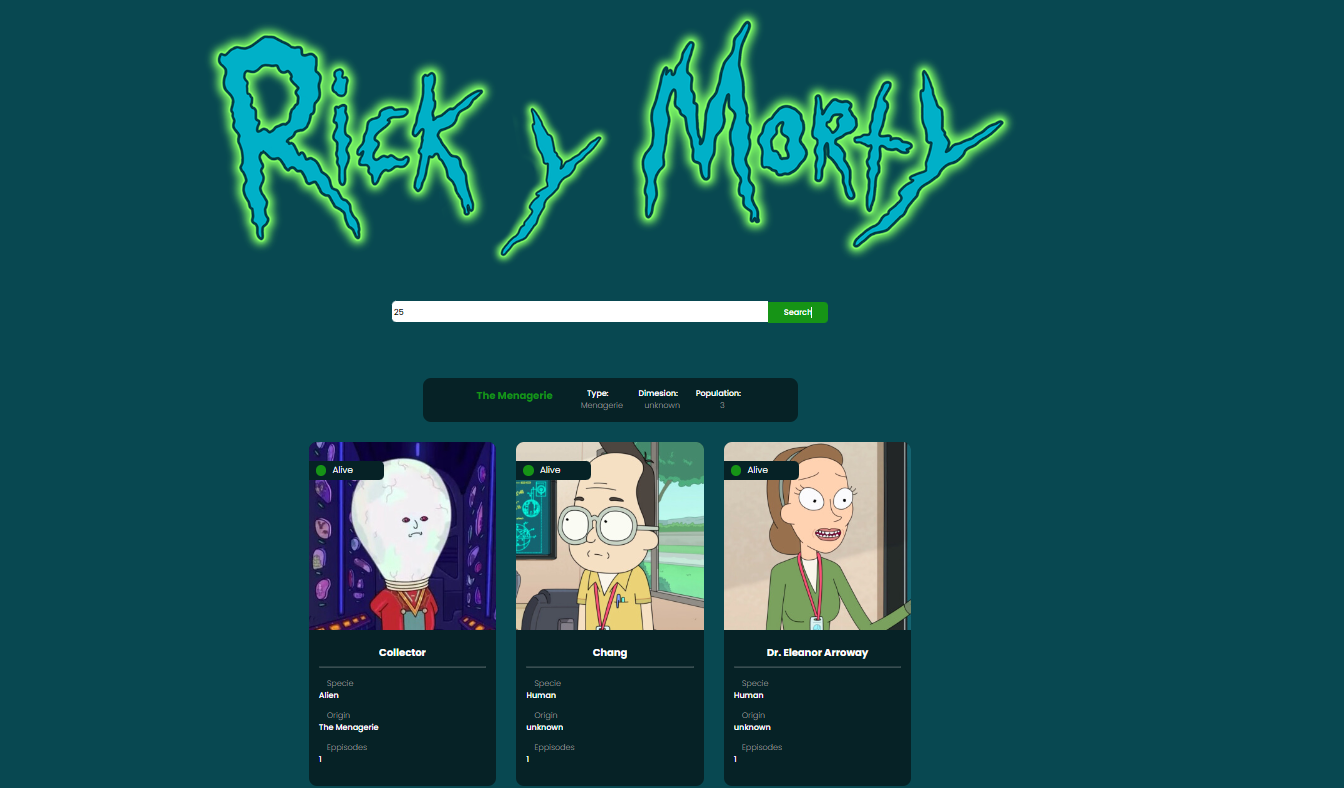 Rick y Morty
25 Search
The Menagerie Type: Dimesion: Population:
Menagerie unknown 3
Alive Alive Alive
Collector Chang Dr. Eleanor Arroway
Specie Specie Specie
Alien Human Human
Origin Origin Origin
The Menagerie unknown unknown
Eppisodes Eppisodes Eppisodes
1 1 1